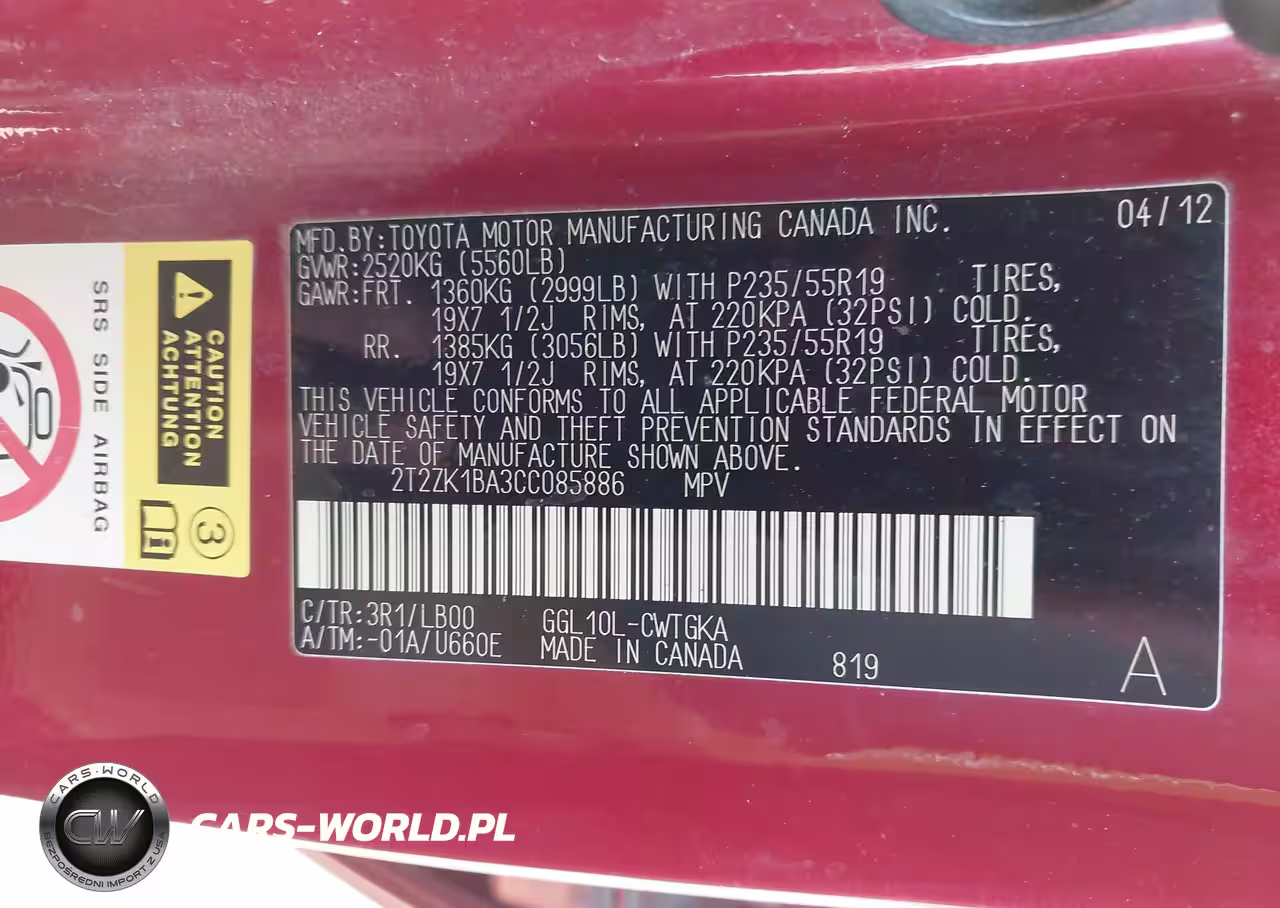 MFD.BY:TOYOTA MOTOR MANUFACTURING CANADA INC. 04/12
GVWR:2520KG (5560LB)
GAWR:FRT. 1360KG (2999LB) WITH P235/55R19 TIRES,
19X7 1/2J RIMS, AT 220KPA (32PSI) COLD.
RR. 1385KG (3056LB) WITH P235/55R19 TIRES,
19X7 1/2J RIMS, AT 220KPA (32PSI) COLD.
THIS VEHICLE CONFORMS TO ALL APPLICABLE FEDERAL MOTOR
VEHICLE SAFETY AND THEFT PREVENTION STANDARDS IN EFFECT ON
THE DATE OF MANUFACTURE SHOWN ABOVE.
2T2ZK1BA3CC085886 MPV
C/TR:3R1/LB00 GGL10L-CWTGKA
A/TM:-01A/U660E MADE IN CANADA 819 A
CAUTION
ATTENTION
ACHTUNG
3
SRS SIDE AIRBAG
CARS-WORLD
CW
BEZPOŚREDNI IMPORT Z USA
CARS-WORLD.PL